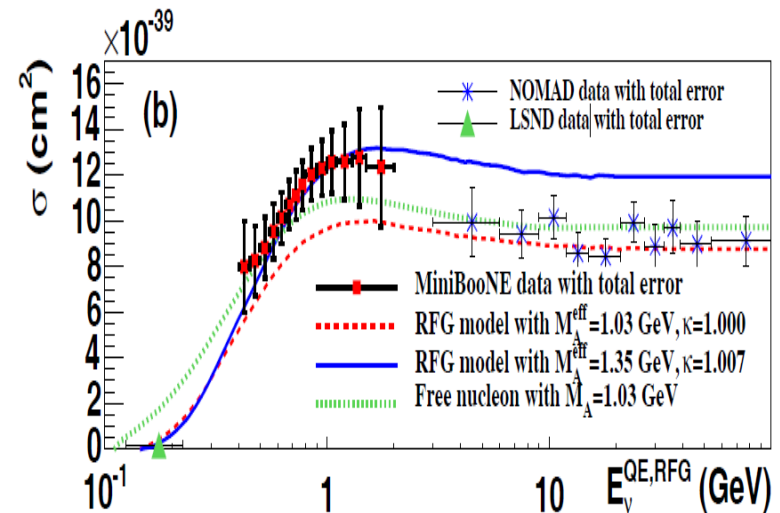 ×10⁻³⁹
σ (cm²)
16
14
12
10
8
6
4
2
0
(b)
NOMAD data with total error
LSND data with total error
MiniBooNE data with total error
RFG model with M_A^eff=1.03 GeV, κ=1.000
RFG model with M_A^eff=1.35 GeV, κ=1.007
Free nucleon with M_A=1.03 GeV
10⁻¹
1
10
E_ν^QE,RFG (GeV)